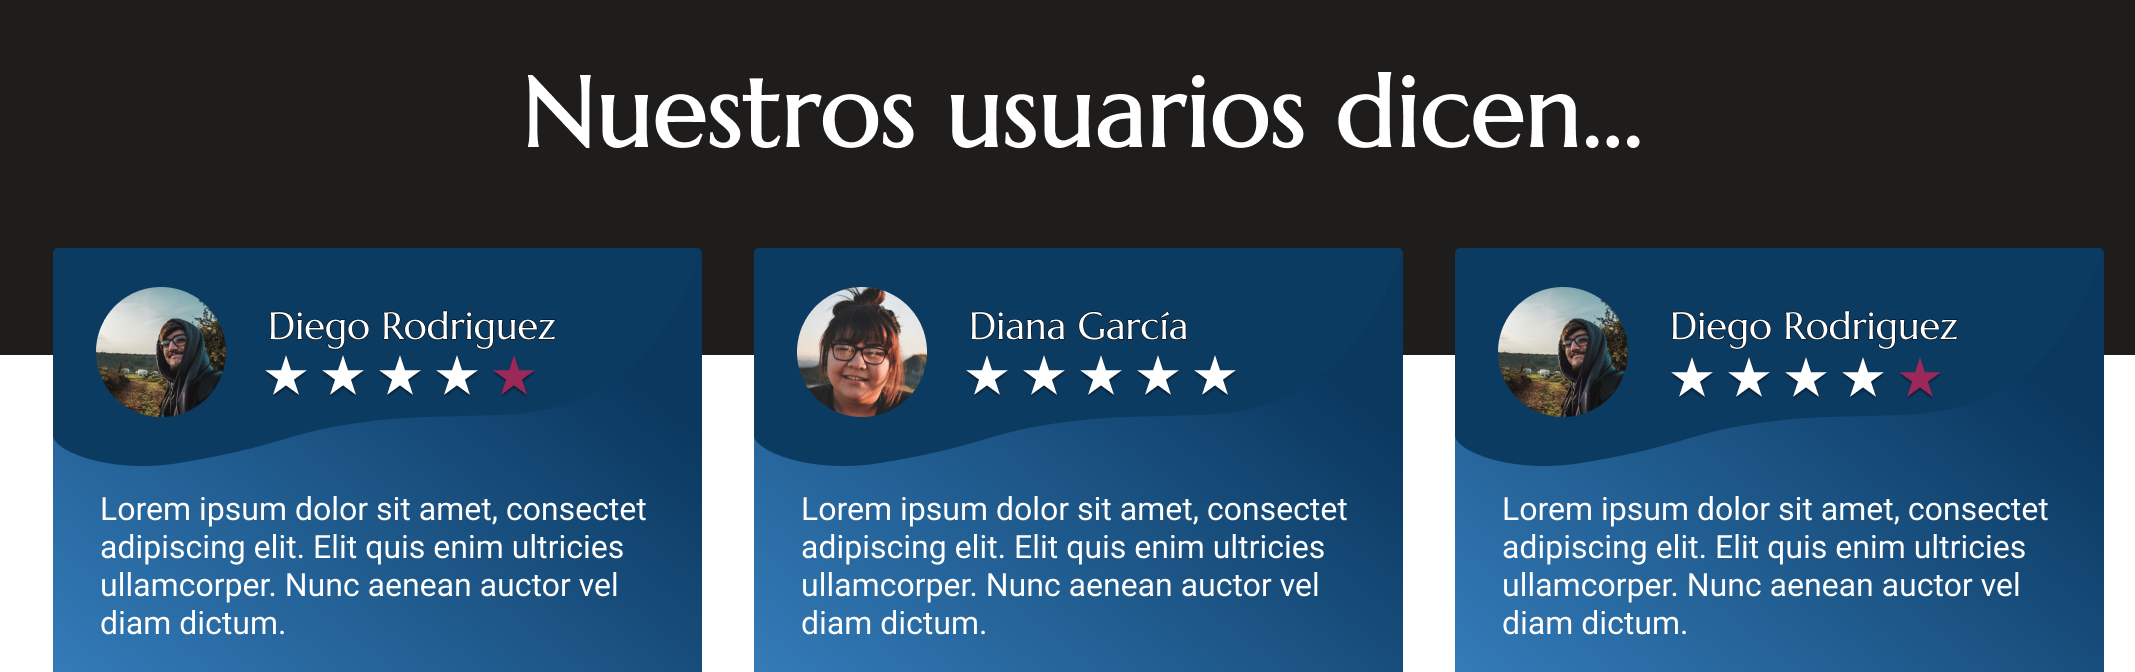 Nuestros usuarios dicen...
Diego Rodriguez
Lorem ipsum dolor sit amet, consectet
adipiscing elit. Elit quis enim ultricies
ullamcorper. Nunc aenean auctor vel
diam dictum.
Diana García
Lorem ipsum dolor sit amet, consectet
adipiscing elit. Elit quis enim ultricies
ullamcorper. Nunc aenean auctor vel
diam dictum.
Diego Rodriguez
Lorem ipsum dolor sit amet, consectet
adipiscing elit. Elit quis enim ultricies
ullamcorper. Nunc aenean auctor vel
diam dictum.